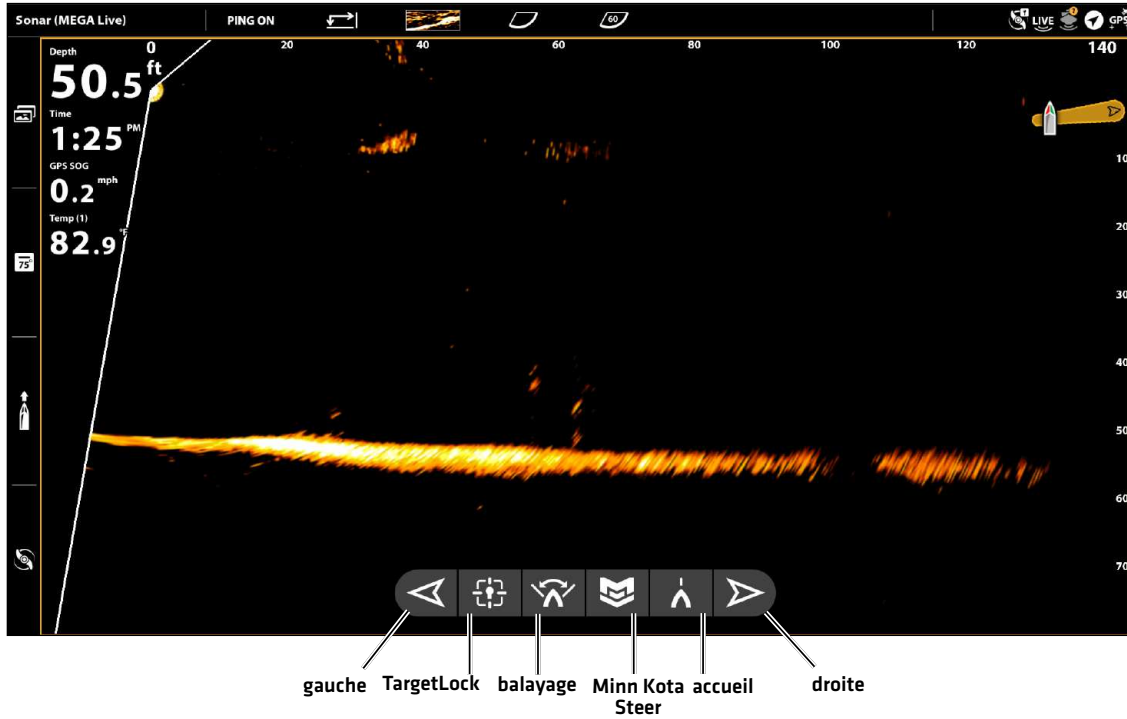 Sonar (MEGA Live) PING ON 60 LIVE ? GPS
0 20 40 60 80 100 120 140
ft
Depth
50.5
Time
1:25 PM
GPS SOG
0.2 mph
Temp (1)
82.9 °F
75°
10
20
30
40
50
60
70
gauche TargetLock balayage Minn Kota Steer accueil droite